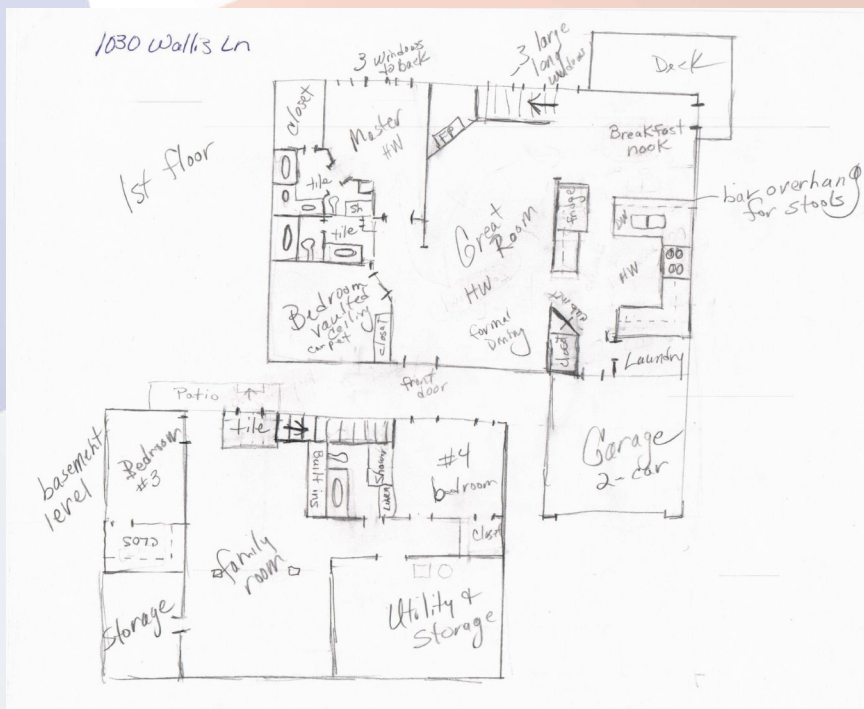 1030 Wallis Ln
1st floor
3 windows
to back
3 large
long
windows
Deck
closet
Master
HW
FP
Breakfast
nook
tile
sh
tile
Great
Room
HW
fridge
DW
HW
bar overhang
for stools
Bedroom
vaulted
ceiling
carpet
closet
formal
Dining
closet
Laundry
front
door
Garage
2-car
basement
level
Patio
tile
Bedroom
#3
CLOS
Storage
family
room
Built ins
Shower
Linen
#4
bedroom
Closet
Utility &
Storage